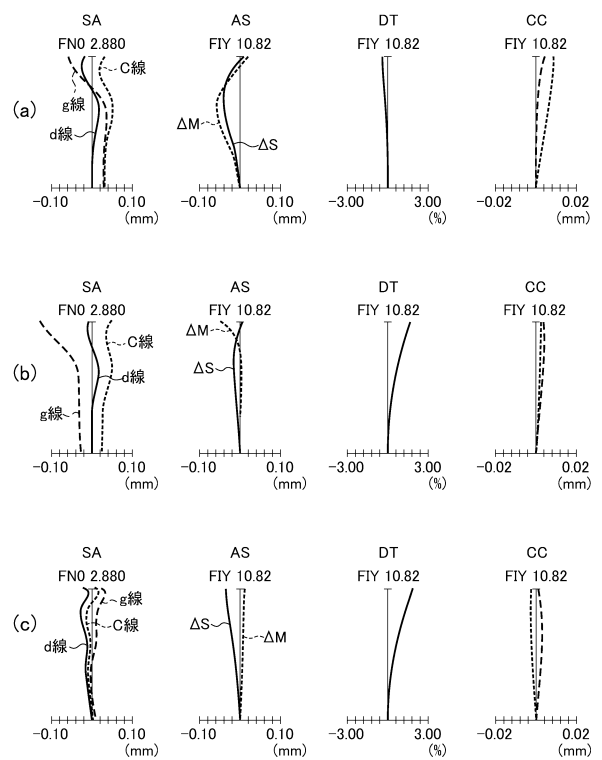 SA AS DT CC
FNO 2.880 FIY 10.82 FIY 10.82 FIY 10.82
C線
g線
(a)
ΔM
d線
ΔS
-0.10 0.10 -0.10 0.10 -3.00 3.00 -0.02 0.02
(mm) (mm) (%) (mm)
SA AS DT CC
FNO 2.880 FIY 10.82 FIY 10.82 FIY 10.82
ΔM
C線
(b)
ΔS
d線
g線
-0.10 0.10 -0.10 0.10 -3.00 3.00 -0.02 0.02
(mm) (mm) (%) (mm)
SA AS DT CC
FNO 2.880 FIY 10.82 FIY 10.82 FIY 10.82
g線
(c)
C線
ΔS
d線
ΔM
-0.10 0.10 -0.10 0.10 -3.00 3.00 -0.02 0.02
(mm) (mm) (%) (mm)